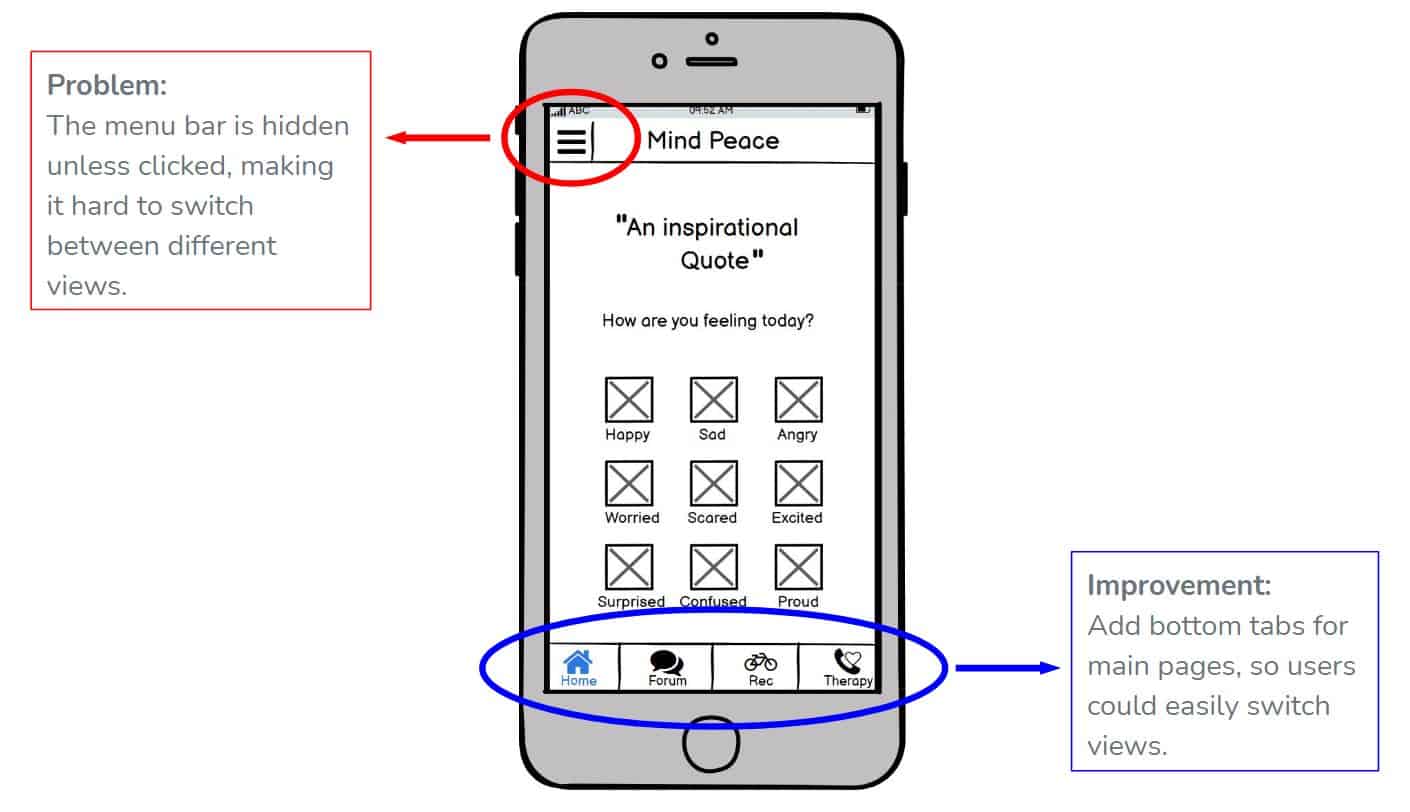 Problem:
The menu bar is hidden
unless clicked, making
it hard to switch
between different
views.
ABC 09:52 AM
Mind Peace
"An inspirational
Quote"
How are you feeling today?
Happy Sad Angry
Worried Scared Excited
Surprised Confused Proud
Home Forum Rec Therapy
Improvement:
Add bottom tabs for
main pages, so users
could easily switch
views.